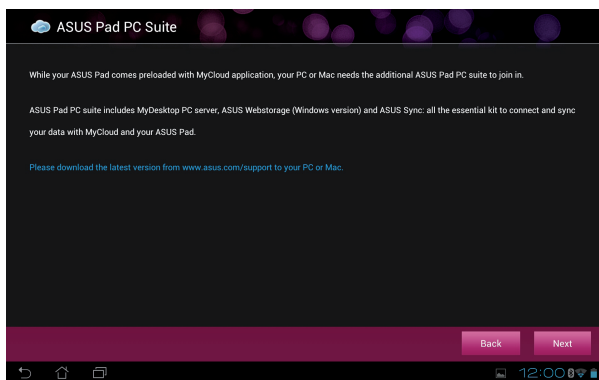 ASUS Pad PC Suite
While your ASUS Pad comes preloaded with MyCloud application, your PC or Mac needs the additional ASUS Pad PC suite to join in.
ASUS Pad PC suite includes MyDesktop PC server, ASUS Webstorage (Windows version) and ASUS Sync: all the essential kit to connect and sync
your data with MyCloud and your ASUS Pad.
Please download the latest version from www.asus.com/support to your PC or Mac.
Back Next
12:00